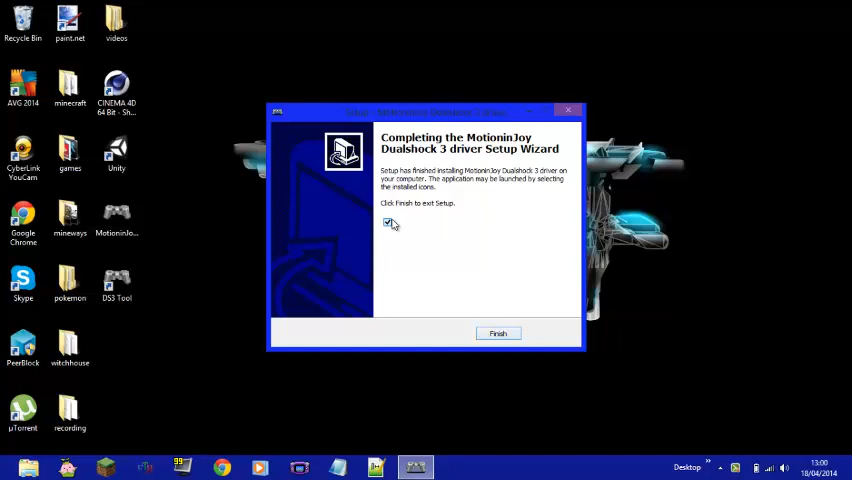 Recycle Bin
paint.net
videos
AVG 2014
minecraft
CINEMA 4D
64 Bit - Sh...
CyberLink
YouCam
games
Unity
Google
Chrome
mineways
MotioninJo...
Skype
pokemon
DS3 Tool
PeerBlock
witchhouse
µTorrent
recording
Completing the MotioninJoy
Dualshock 3 driver Setup Wizard
Setup has finished installing MotioninJoy Dualshock 3 driver on
your computer. The application may be launched by selecting
the installed icons.
Click Finish to exit Setup.
Finish
99
Desktop
13:00
18/04/2014